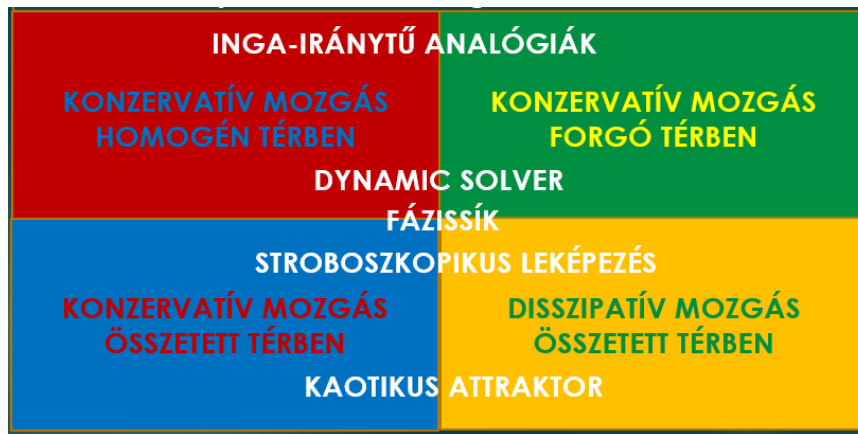 INGA-IRÁNYTŰ ANALÓGIÁK
KONZERVATÍV MOZGÁS
HOMOGÉN TÉRBEN
KONZERVATÍV MOZGÁS
FORGÓ TÉRBEN
DYNAMIC SOLVER
FÁZISSÍK
STROBOSZKOPIKUS LEKÉPEZÉS
KONZERVATÍV MOZGÁS
ÖSSZETETT TÉRBEN
DISSZIPATÍV MOZGÁS
ÖSSZETETT TÉRBEN
KAOTIKUS ATTRAKTOR